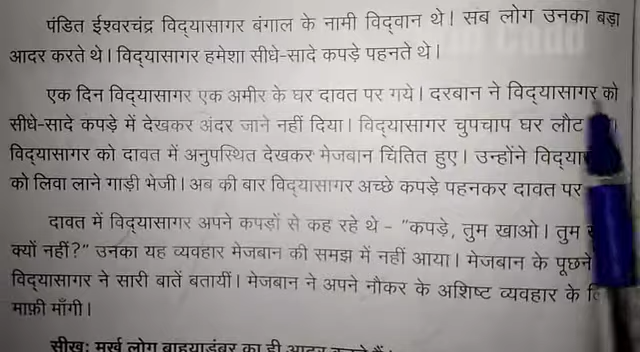 पंडित ईश्वरचंद्र विद्यासागर बंगाल के नामी विद्वान थे। सब लोग उनका बड़ा
आदर करते थे। विद्यासागर हमेशा सीधे-सादे कपड़े पहनते थे।
एक दिन विद्यासागर एक अमीर के घर दावत पर गये। दरबान ने विद्यासागर को
सीधे-सादे कपड़े में देखकर अंदर जाने नहीं दिया। विद्यासागर चुपचाप घर लौट
विद्यासागर को दावत में अनुपस्थित देखकर मेजबान चिंतित हुए। उन्होंने
को लिवा लाने गाड़ी भेजी। अब की बार विद्यासागर अच्छे कपड़े पहनकर दावत पर
दावत में विद्यासागर अपने कपड़ों से कह रहे थे - "कपड़े, तुम खाओ। तुम
क्यों नहीं?" उनका यह व्यवहार मेजबान की समझ में नहीं आया। मेजबान के पूछने
विद्यासागर ने सारी बातें बतायीं। मेजबान ने अपने नौकर के अशिष्ट व्यवहार के
माफ़ी माँगी।
सीख: मूर्ख लोग बाह्याडंबर का ही आदर करते हैं।